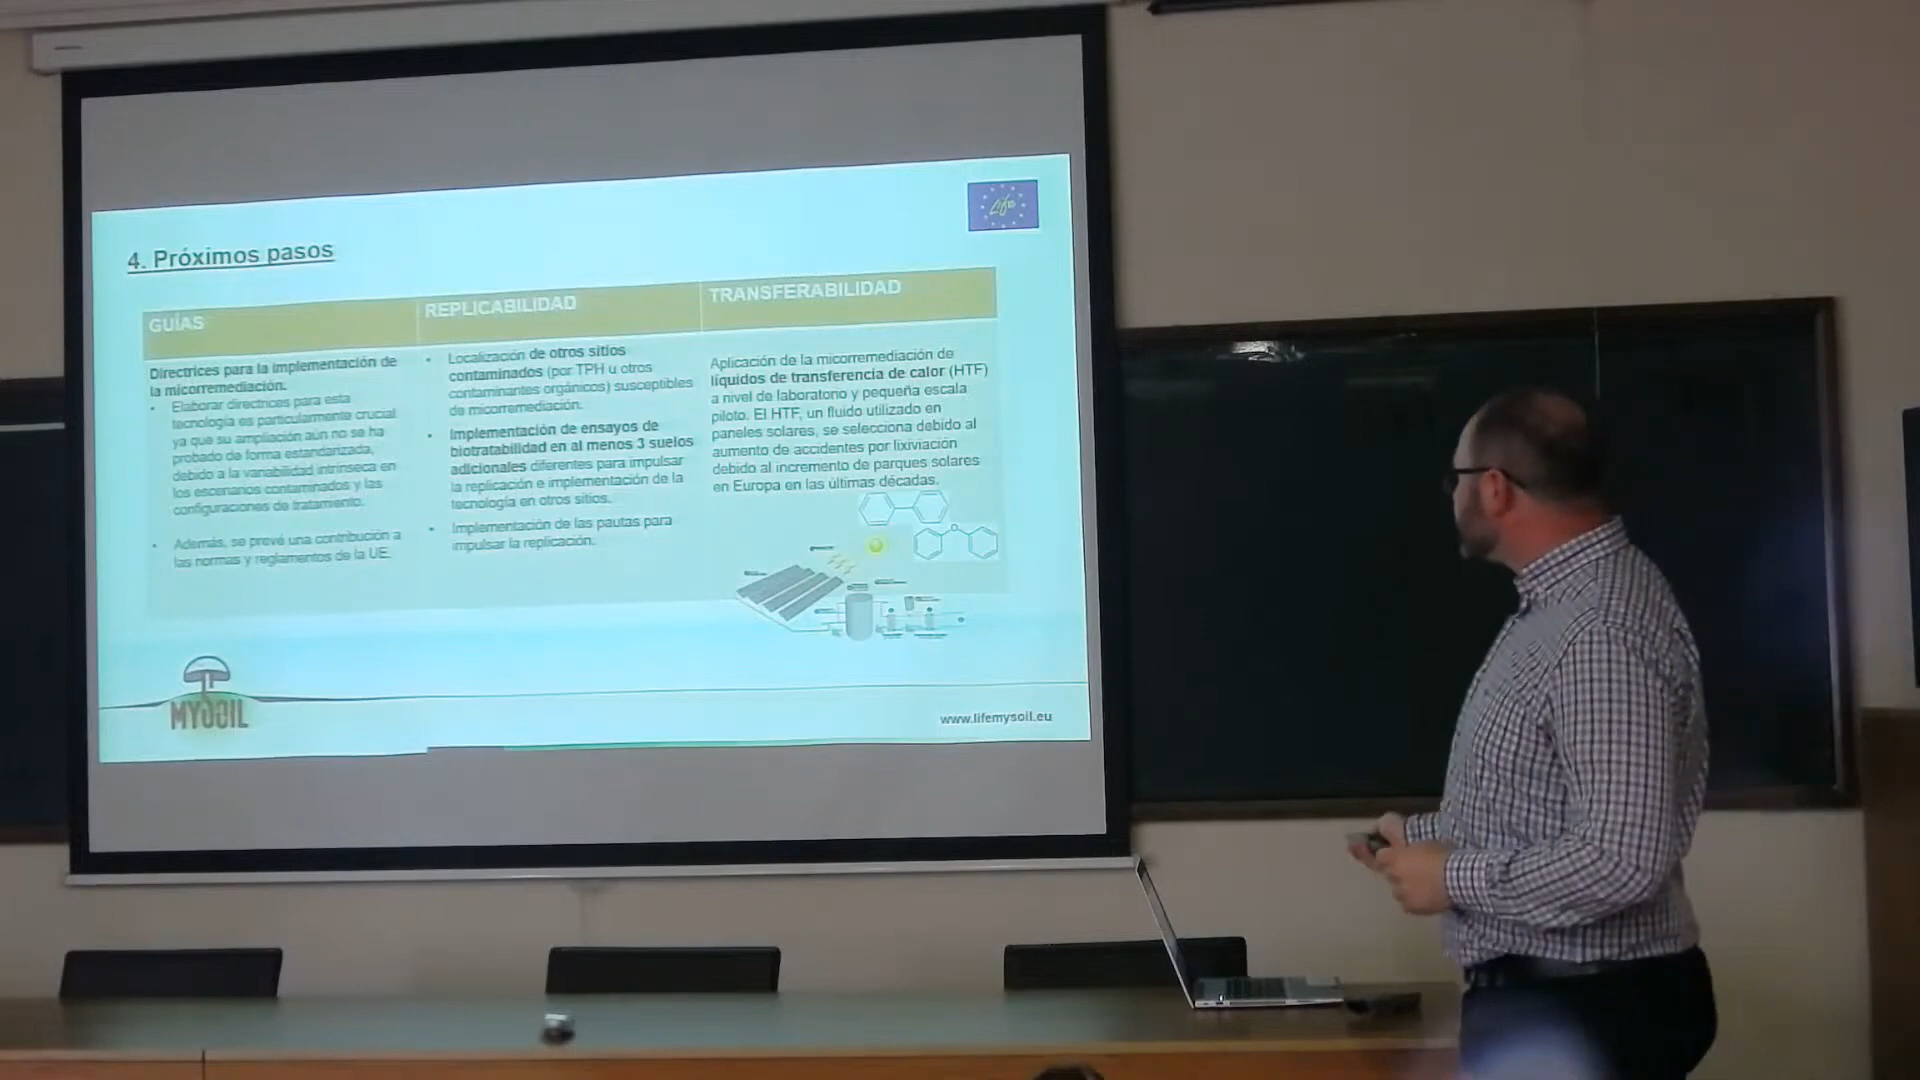 Life
4. Próximos pasos
GUÍAS
Directrices para la implementación de
la micorremediación.
• Elaborar directrices para esta
tecnología es particularmente crucial
ya que su ampliación aún no se ha
probado de forma estandarizada,
debido a la variabilidad intrínseca en
los escenarios contaminados y las
configuraciones de tratamiento.
• Además, se prevé una contribución a
las normas y reglamentos de la UE.
REPLICABILIDAD
• Localización de otros sitios
contaminados (por TPH u otros
contaminantes orgánicos) susceptibles
de micorremediación.
• Implementación de ensayos de
biotratabilidad en al menos 3 suelos
adicionales diferentes para impulsar
la replicación e implementación de la
tecnología en otros sitios.
• Implementación de las pautas para
impulsar la replicación.
TRANSFERABILIDAD
Aplicación de la micorremediación de
líquidos de transferencia de calor (HTF)
a nivel de laboratorio y pequeña escala
piloto. El HTF, un fluido utilizado en
paneles solares, se selecciona debido al
aumento de accidentes por lixiviación
debido al incremento de parques solares
en Europa en las últimas décadas.
MYSOIL
www.lifemysoil.eu